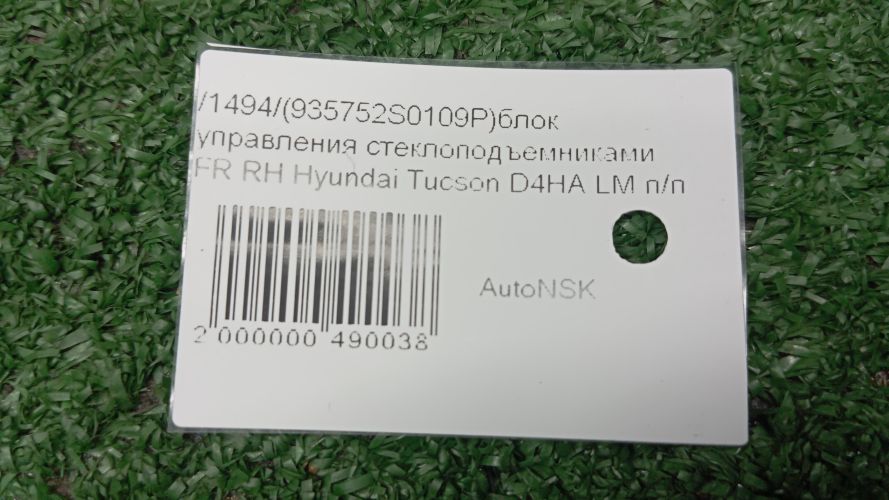 /1494/(935752S0109P)блок
управления стеклоподъемниками
FR RH Hyundai Tucson D4HA LM п/п
AutoNSK
2 000000 490038